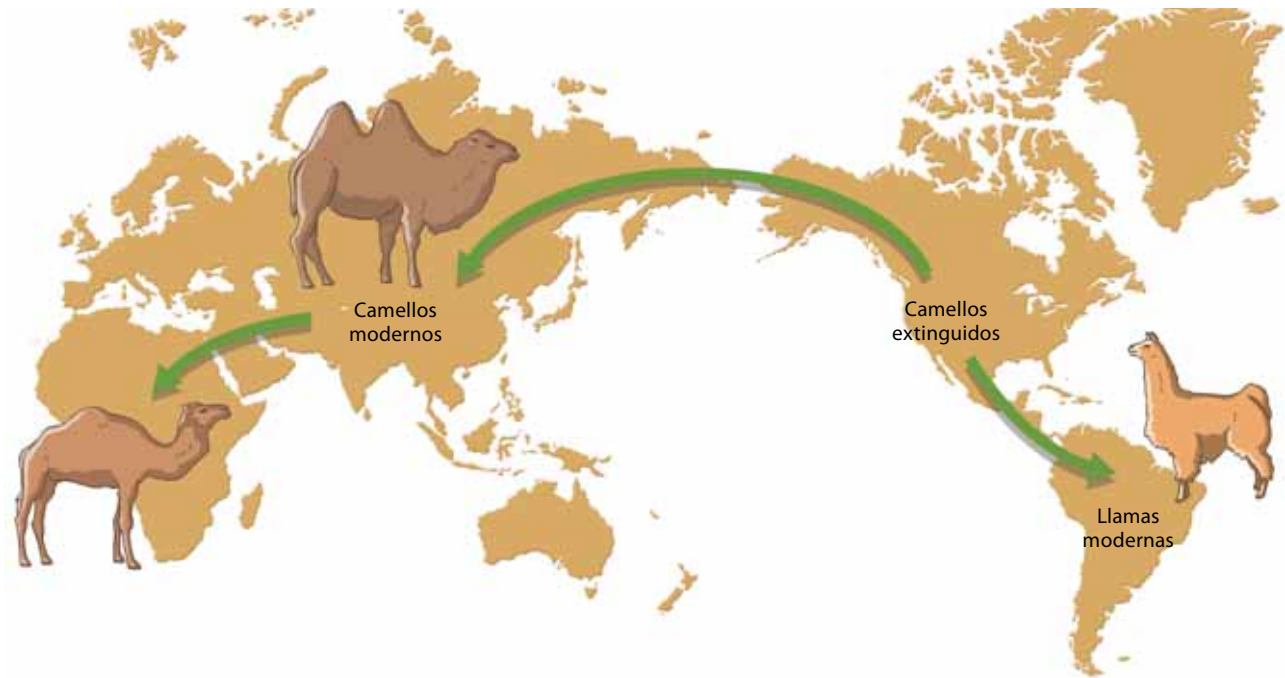 Camellos
modernos
Camellos
extinguidos
Llamas
modernas